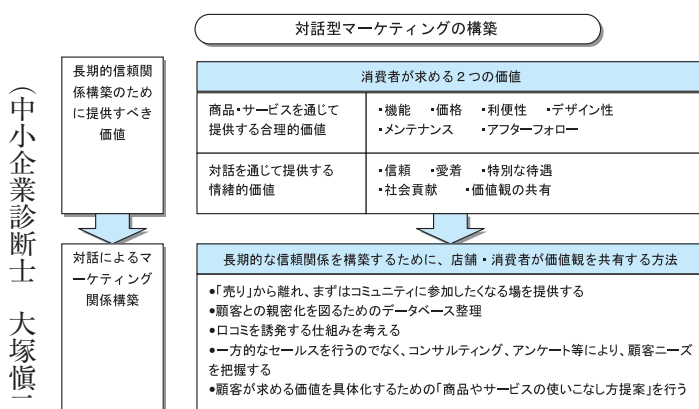 対話型マーケティングの構築
長期的信頼関
係構築のため
に提供すべき
価値
消費者が求める２つの価値
商品・サービスを通じて
提供する合理的価値
・機能　・価格　・利便性　・デザイン性
・メンテナンス　・アフターフォロー
対話を通じて提供する
情緒的価値
・信頼　・愛着　・特別な待遇
・社会貢献　・価値観の共有
対話によるマ
ーケティング
関係構築
長期的な信頼関係を構築するために、店舗・消費者が価値観を共有する方法
●「売り」から離れ、まずはコミュニティに参加したくなる場を提供する
●顧客との親密化を図るためのデータベース整理
●口コミを誘発する仕組みを考える
●一方的なセールスを行うのでなく、コンサルティング、アンケート等により、顧客ニーズ
を把握する
●顧客が求める価値を具体化するための「商品やサービスの使いこなし方提案」を行う
（中小企業診断士　大塚愼